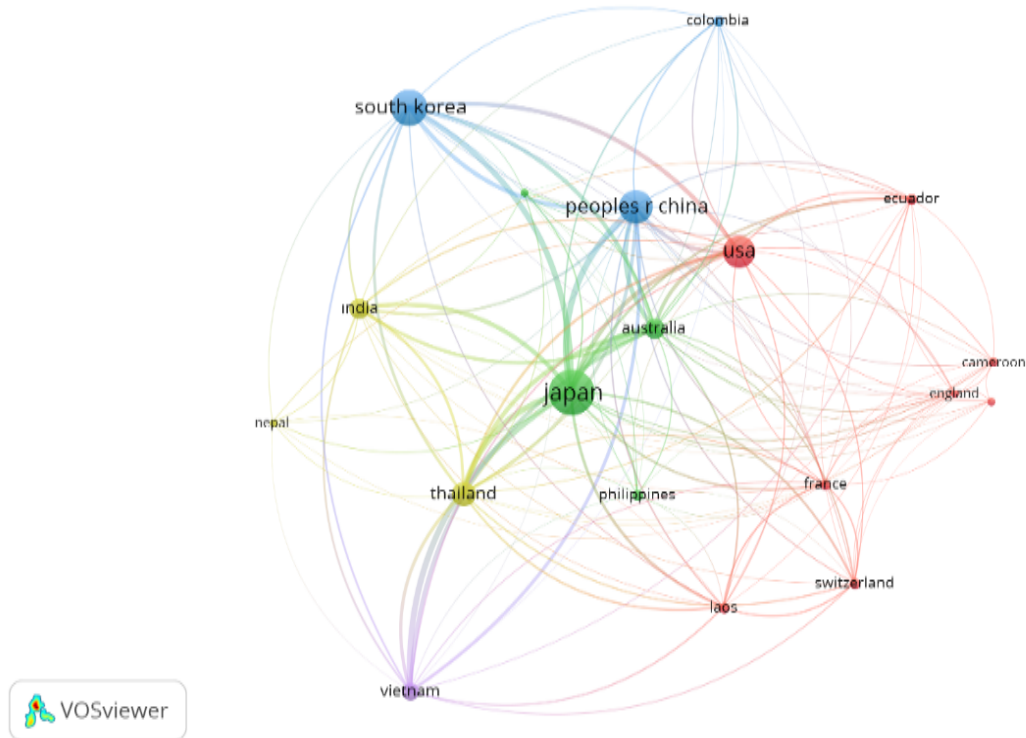 colombia
south korea
peoples r china
ecuador
usa
india
australia
cameroon
japan
england
nepal
france
thailand
philippines
switzerland
laos
vietnam
VOSviewer